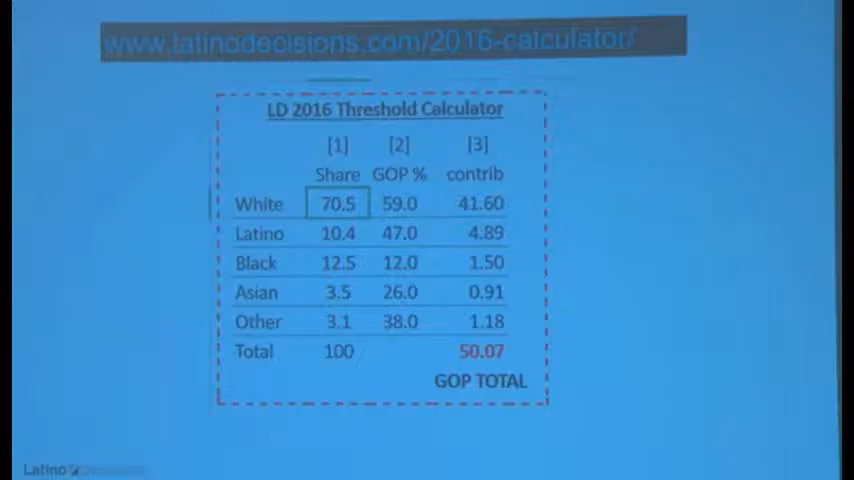 www.latinodecisions.com/2016-calculator/
LD 2016 Threshold Calculator
[1] [2] [3]
Share GOP % contrib
White 70.5 59.0 41.60
Latino 10.4 47.0 4.89
Black 12.5 12.0 1.50
Asian 3.5 26.0 0.91
Other 3.1 38.0 1.18
Total 100 50.07
GOP TOTAL
Latino